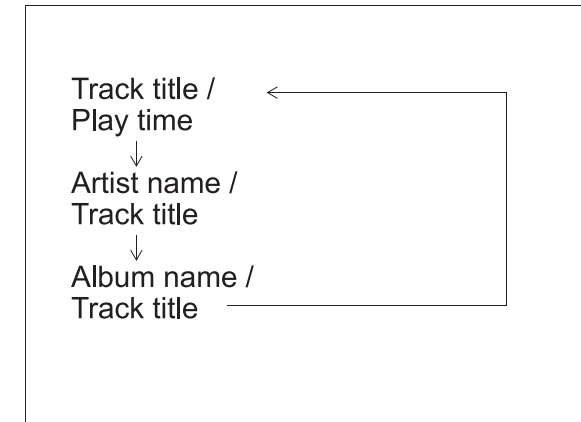 Track title /
Play time
Artist name /
Track title
Album name /
Track title